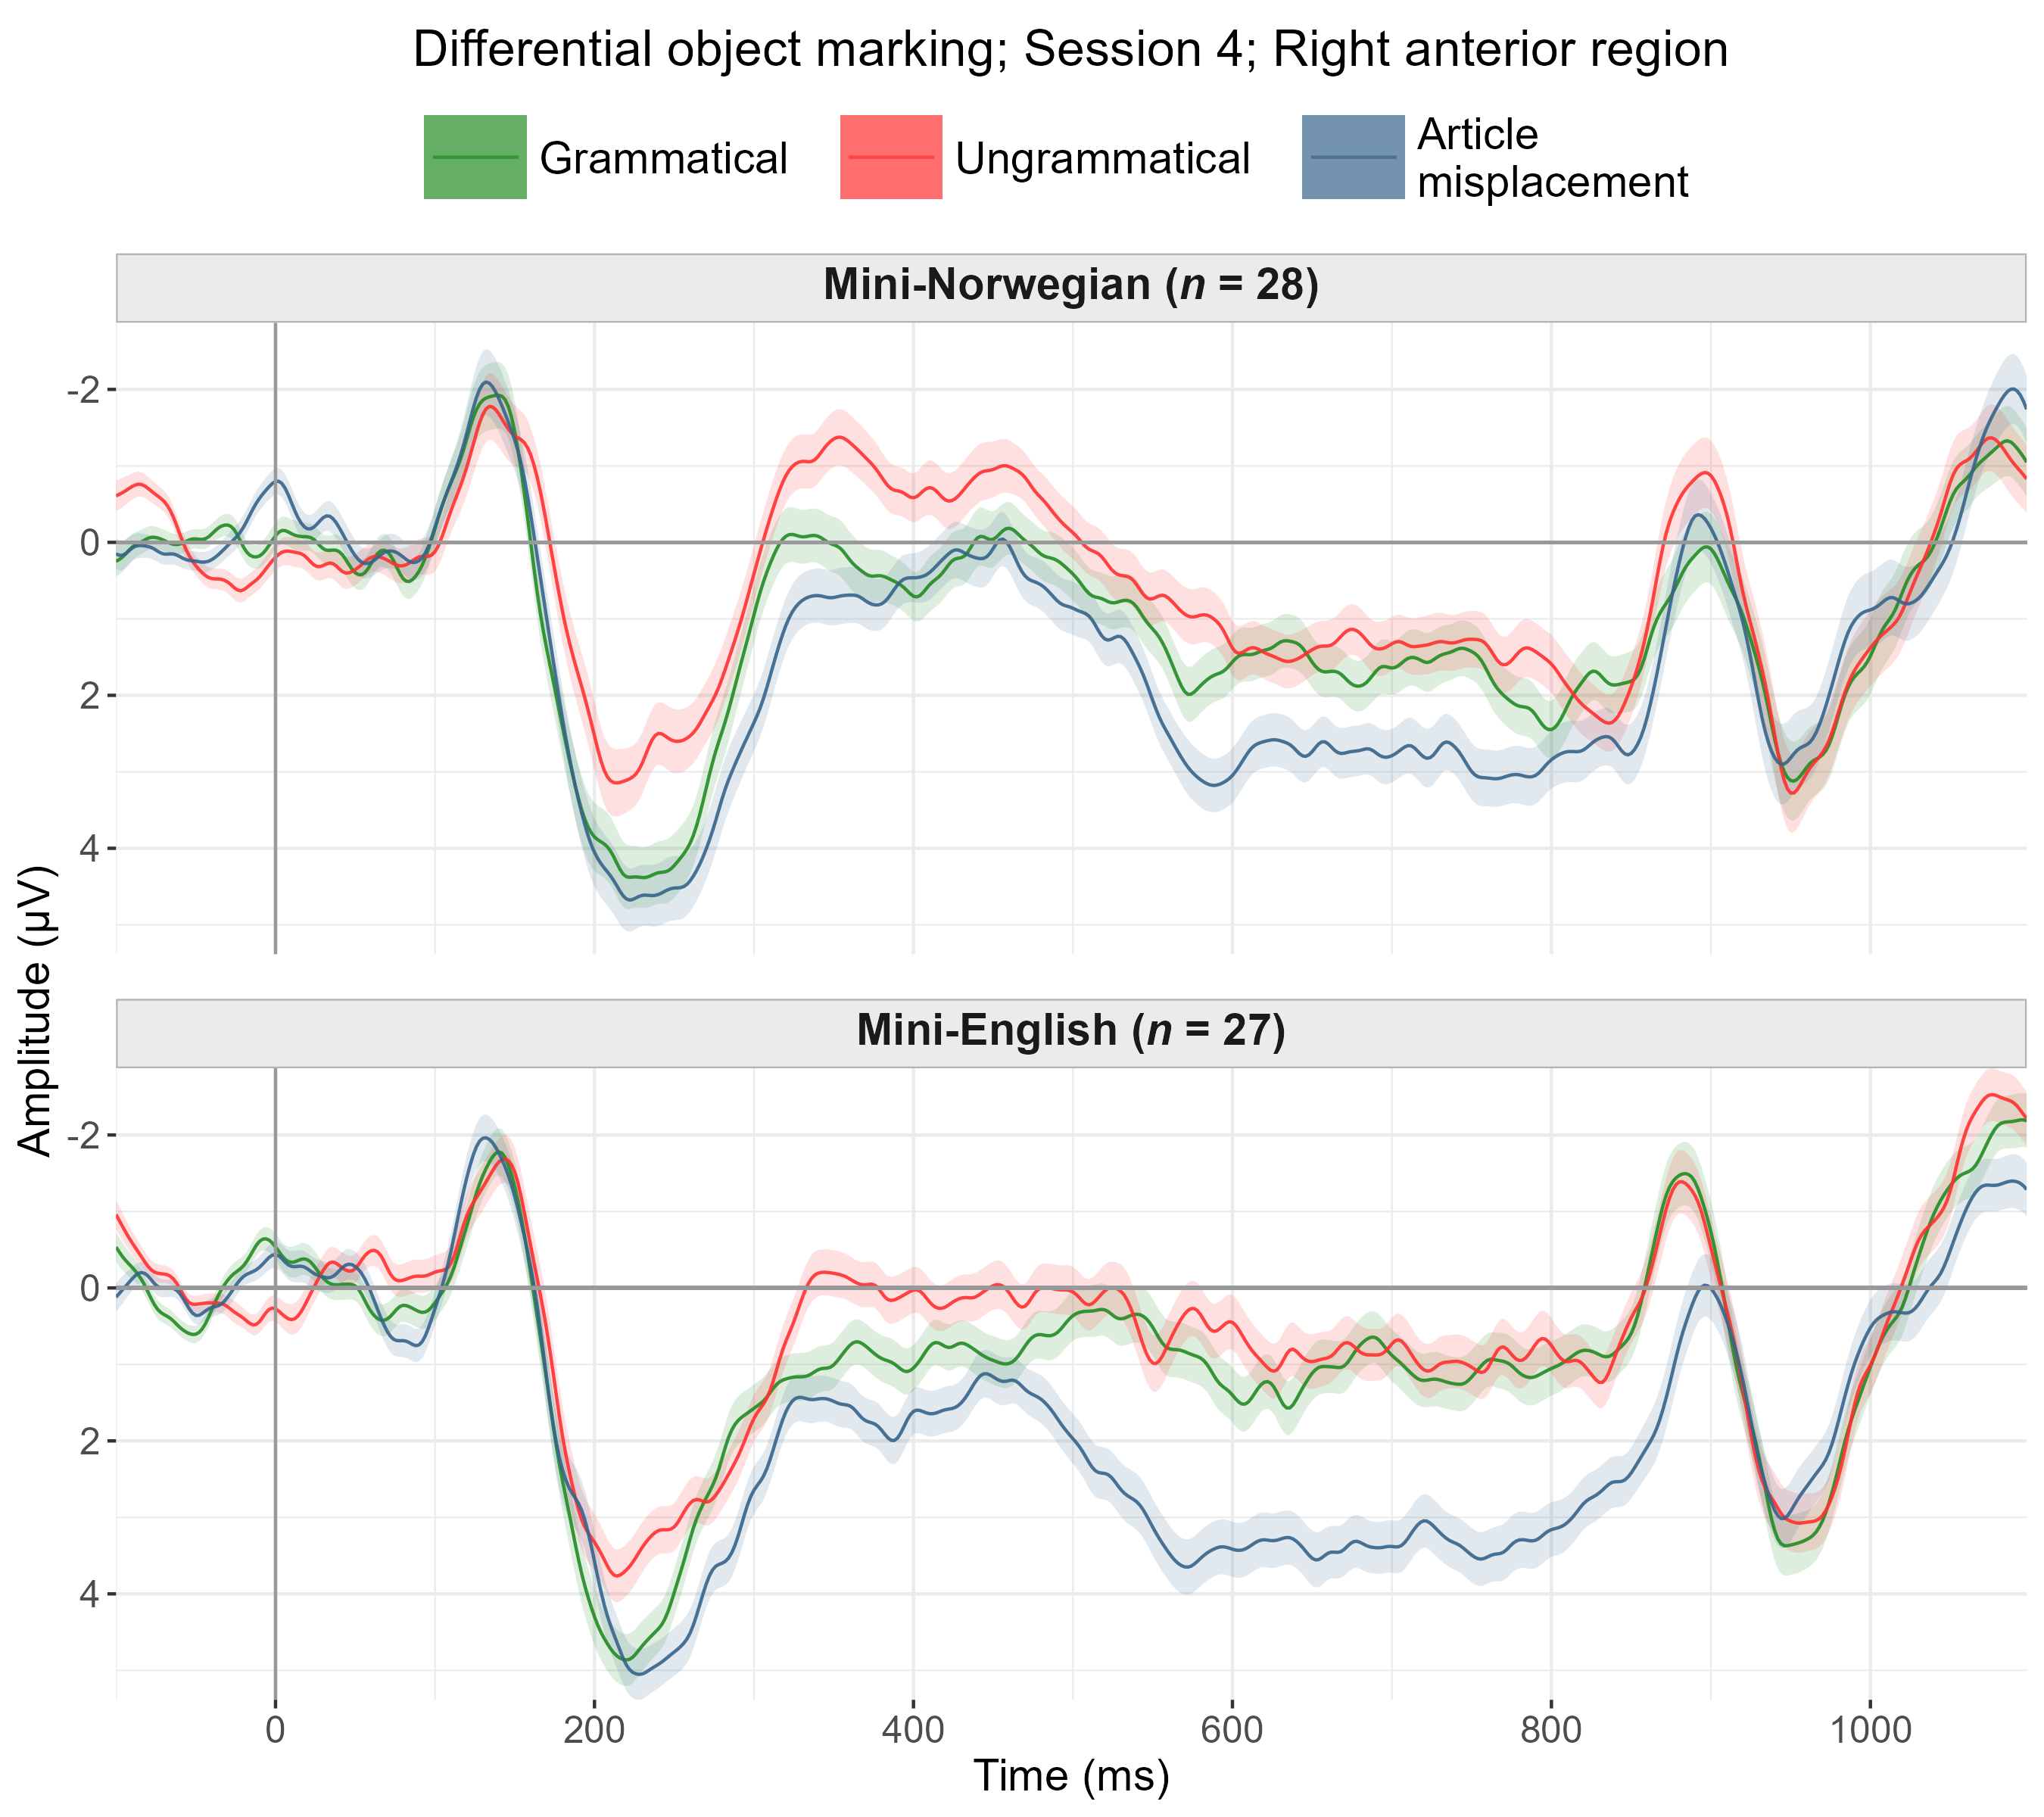 Differential object marking; Session 4; Right anterior region
Grammatical
Ungrammatical
Article
misplacement
Mini-Norwegian (n = 28)
-2
0
2
4
Mini-English (n = 27)
-2
0
2
4
Amplitude (µV)
0 200 400 600 800 1000
Time (ms)